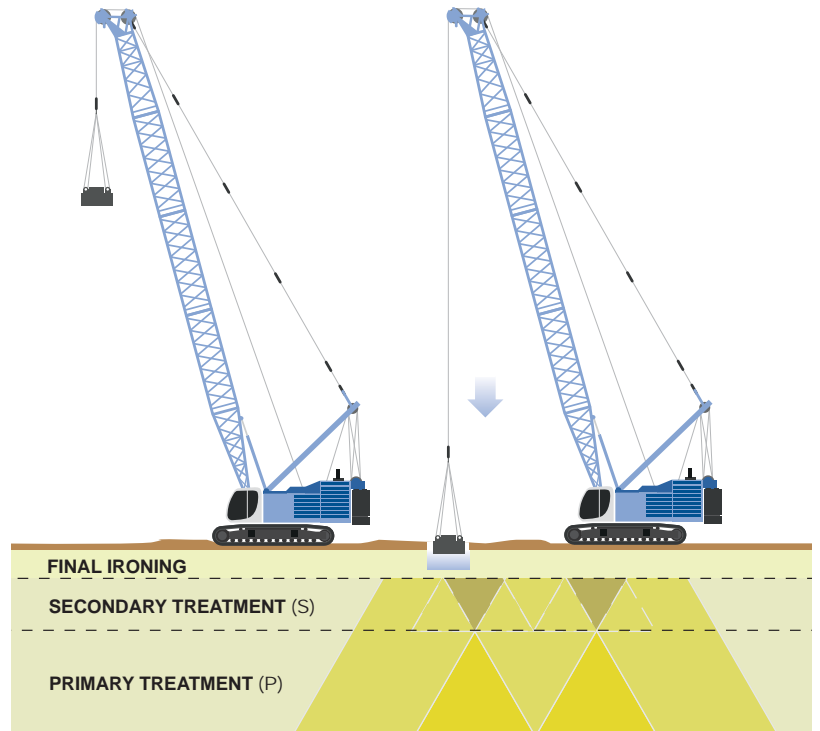 FINAL IRONING
SECONDARY TREATMENT (S)
PRIMARY TREATMENT (P)